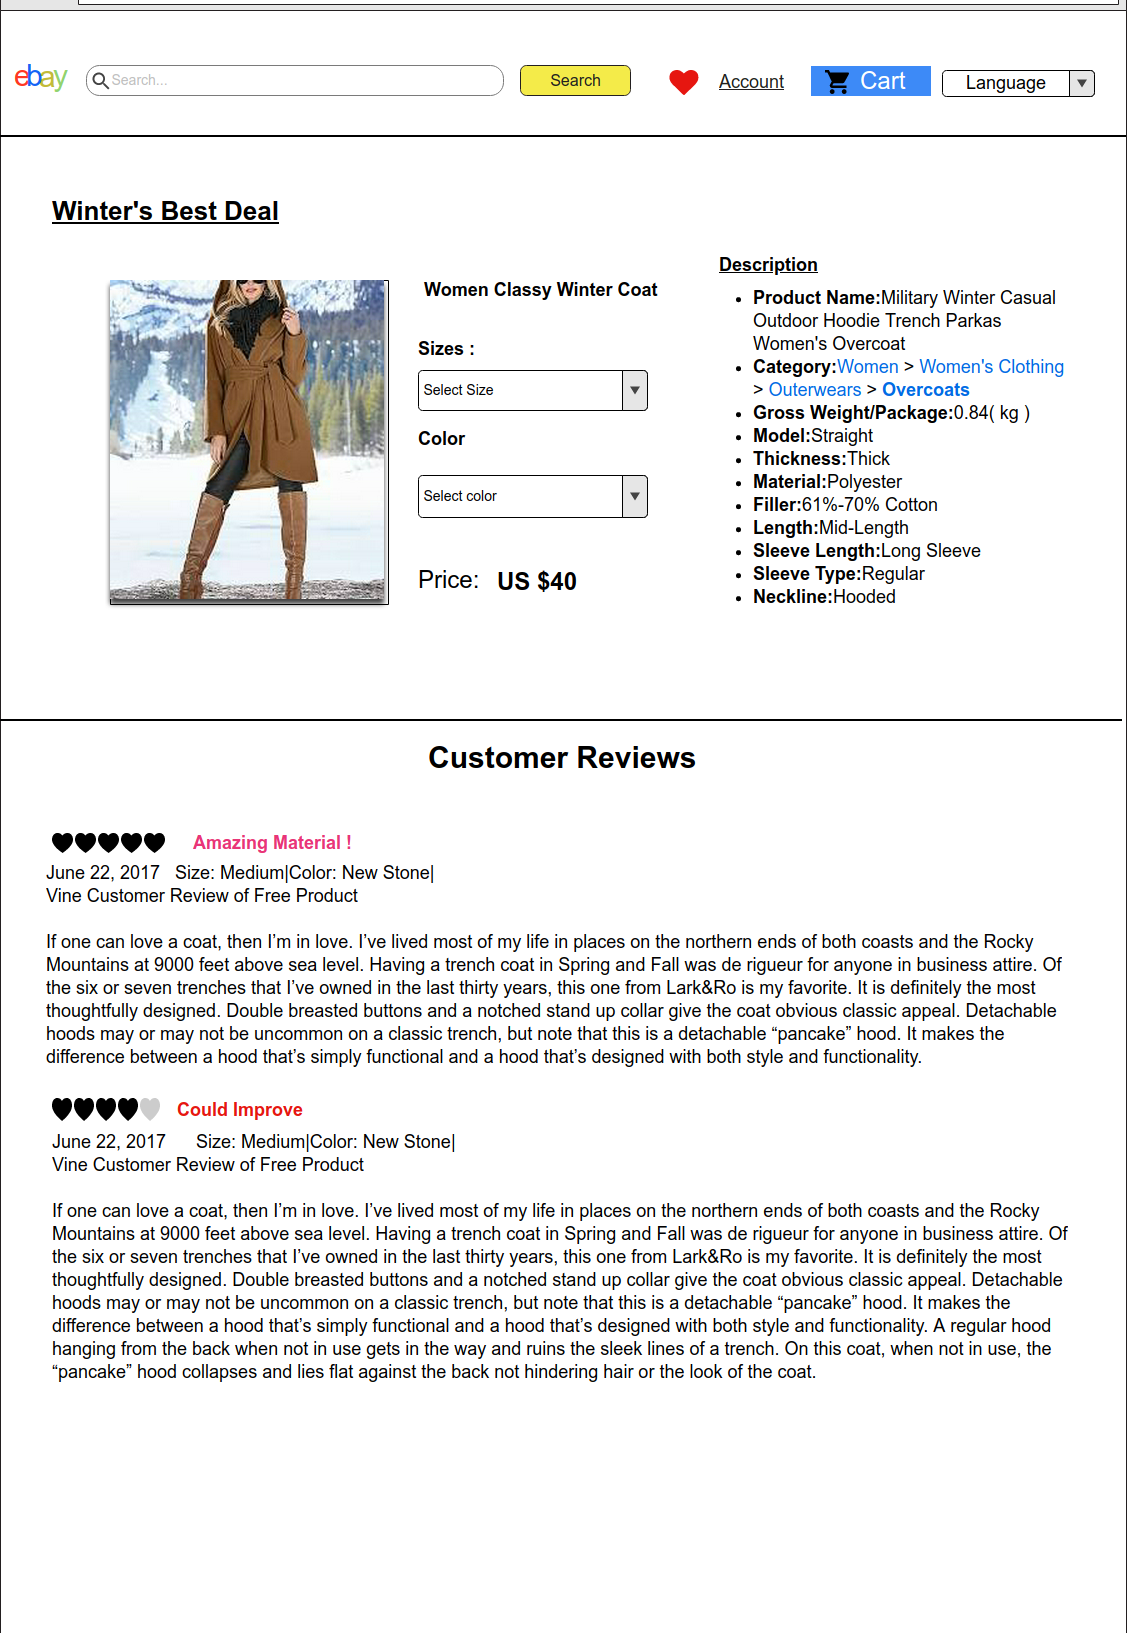 ebay
Search...
Search
Account
Cart
Language
Winter's Best Deal
Women Classy Winter Coat
Sizes :
Select Size
Color
Select color
Price: US $40
Description
Product Name:Military Winter Casual
Outdoor Hoodie Trench Parkas
Women's Overcoat
Category:Women > Women's Clothing
> Outerwears > Overcoats
Gross Weight/Package:0.84( kg )
Model:Straight
Thickness:Thick
Material:Polyester
Filler:61%-70% Cotton
Length:Mid-Length
Sleeve Length:Long Sleeve
Sleeve Type:Regular
Neckline:Hooded
Customer Reviews
Amazing Material !
June 22, 2017 Size: Medium|Color: New Stone|
Vine Customer Review of Free Product
If one can love a coat, then I’m in love. I’ve lived most of my life in places on the northern ends of both coasts and the Rocky
Mountains at 9000 feet above sea level. Having a trench coat in Spring and Fall was de rigueur for anyone in business attire. Of
the six or seven trenches that I’ve owned in the last thirty years, this one from Lark&Ro is my favorite. It is definitely the most
thoughtfully designed. Double breasted buttons and a notched stand up collar give the coat obvious classic appeal. Detachable
hoods may or may not be uncommon on a classic trench, but note that this is a detachable “pancake” hood. It makes the
difference between a hood that’s simply functional and a hood that’s designed with both style and functionality.
Could Improve
June 22, 2017 Size: Medium|Color: New Stone|
Vine Customer Review of Free Product
If one can love a coat, then I’m in love. I’ve lived most of my life in places on the northern ends of both coasts and the Rocky
Mountains at 9000 feet above sea level. Having a trench coat in Spring and Fall was de rigueur for anyone in business attire. Of
the six or seven trenches that I’ve owned in the last thirty years, this one from Lark&Ro is my favorite. It is definitely the most
thoughtfully designed. Double breasted buttons and a notched stand up collar give the coat obvious classic appeal. Detachable
hoods may or may not be uncommon on a classic trench, but note that this is a detachable “pancake” hood. It makes the
difference between a hood that’s simply functional and a hood that’s designed with both style and functionality. A regular hood
hanging from the back when not in use gets in the way and ruins the sleek lines of a trench. On this coat, when not in use, the
“pancake” hood collapses and lies flat against the back not hindering hair or the look of the coat.